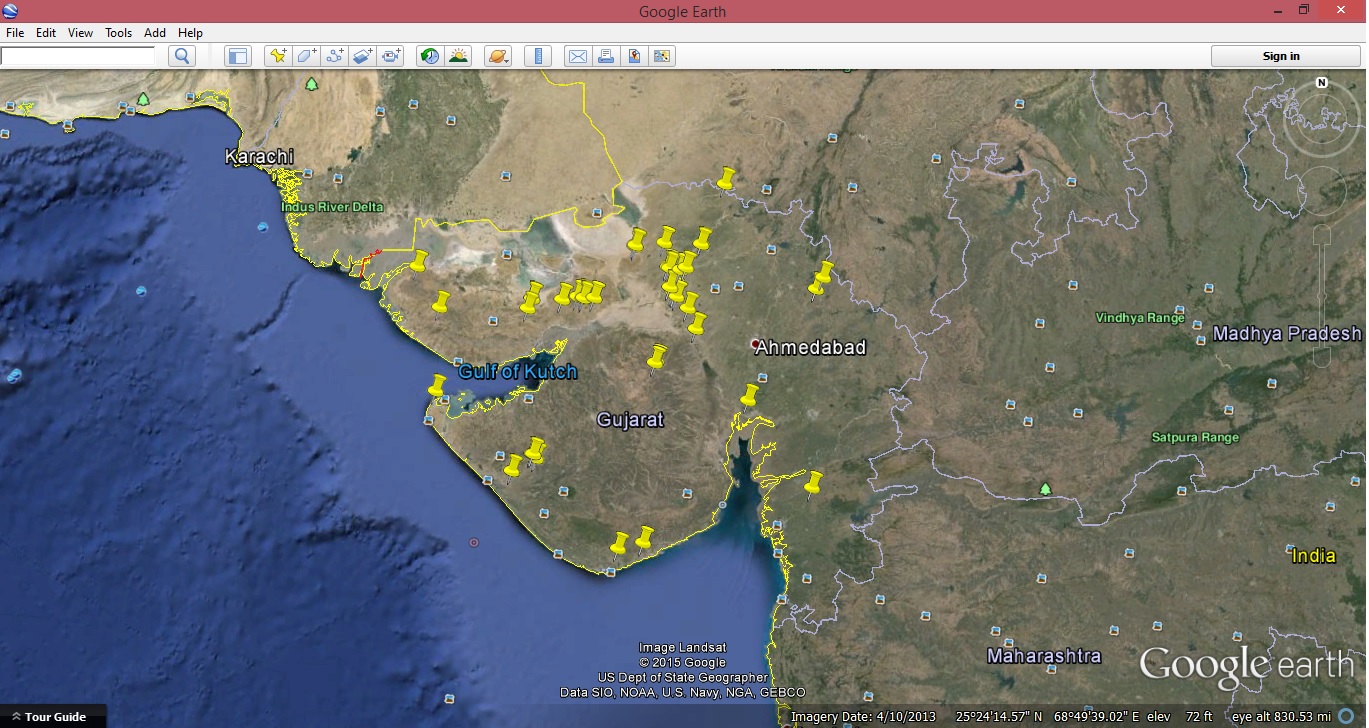 Google Earth
File Edit View Tools Add Help
Sign in
N
Karachi
Indus River Delta
Vindhya Range
Madhya Pradesh
Ahmedabad
Gulf of Kutch
Gujarat
Satpura Range
India
Image Landsat
© 2015 Google
US Dept of State Geographer
Data SIO, NOAA, U.S. Navy, NGA, GEBCO
Maharashtra
Google earth
Tour Guide
Imagery Date: 4/10/2013 25°24'14.57" N 68°49'39.02" E elev 72 ft eye alt 830.53 mi